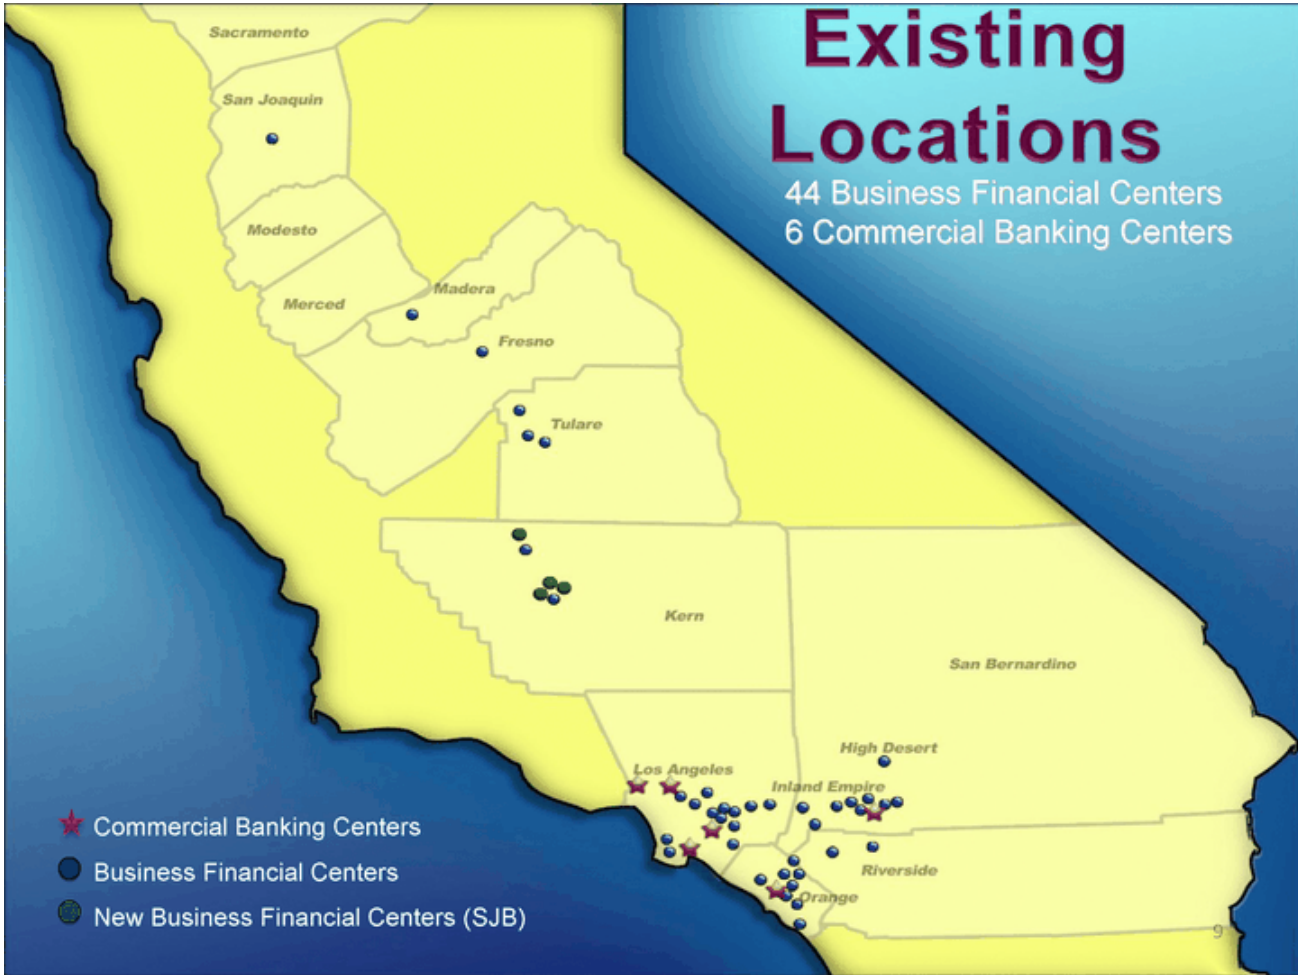 Existing
Locations
44 Business Financial Centers
6 Commercial Banking Centers
Sacramento
San Joaquin
Modesto
Merced
Madera
Fresno
Tulare
Kern
San Bernardino
High Desert
Los Angeles
Inland Empire
Riverside
Orange
Commercial Banking Centers
Business Financial Centers
New Business Financial Centers (SJB)
9